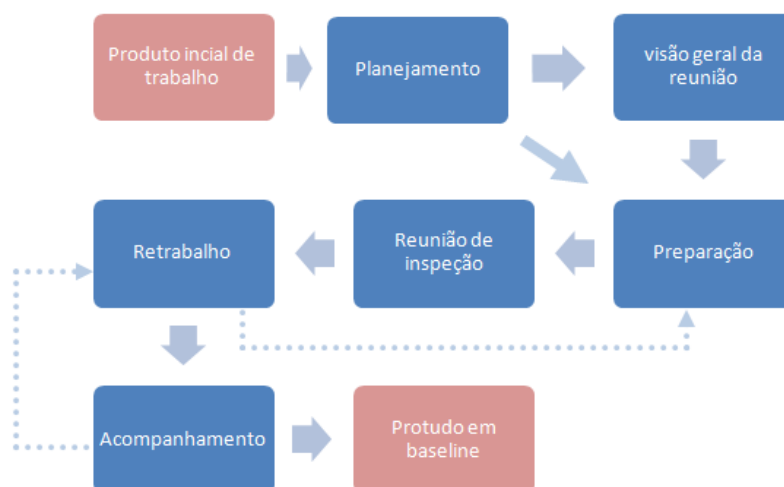 Produto incial de
trabalho
Planejamento
visão geral da
reunião
Retrabalho
Reunião de
inspeção
Preparação
Acompanhamento
Protudo em
baseline